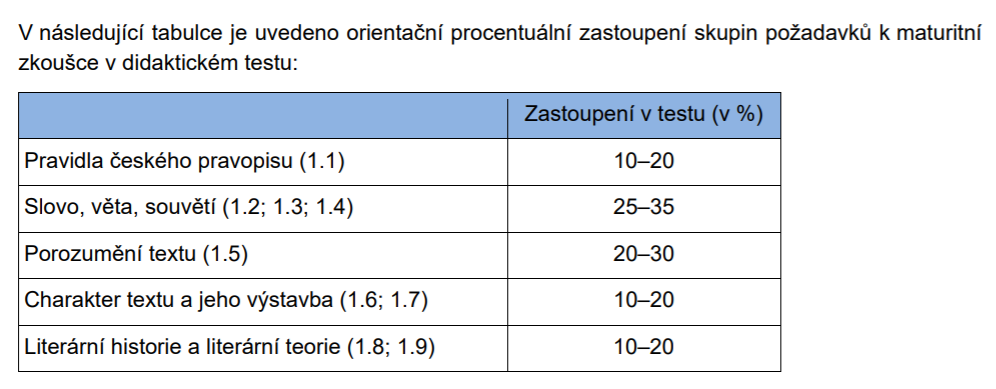 V následující tabulce je uvedeno orientační procentuální zastoupení skupin požadavků k maturitní
zkoušce v didaktickém testu:
Zastoupení v testu (v %)
Pravidla českého pravopisu (1.1) 10–20
Slovo, věta, souvětí (1.2; 1.3; 1.4) 25–35
Porozumění textu (1.5) 20–30
Charakter textu a jeho výstavba (1.6; 1.7) 10–20
Literární historie a literární teorie (1.8; 1.9) 10–20